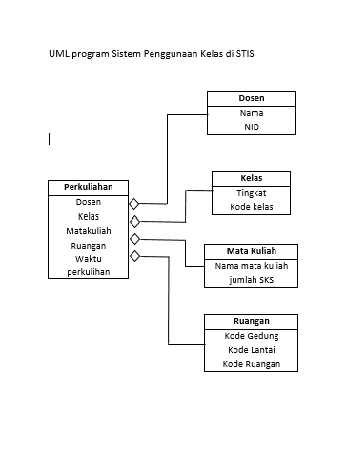 UML program Sistem Penggunaan Kelas di STIS
Dosen
Nama
NID
Kelas
Tingkat
Kode kelas
Perkuliahan
Dosen
Kelas
Matakuliah
Ruangan
Waktu
perkulihan
Mata Kuliah
Nama mata kuliah
jumlah SKS
Ruangan
Kode Gedung
Kode Lantai
Kode Ruangan